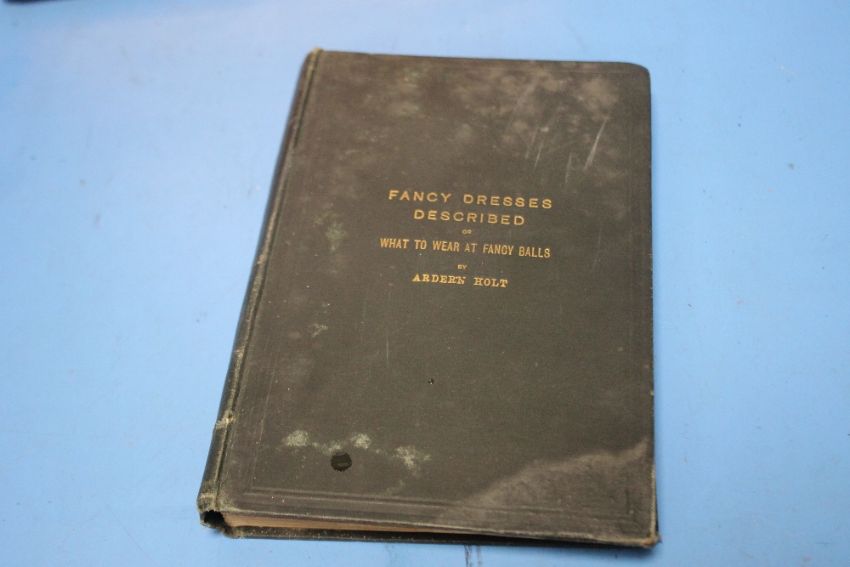 FANCY DRESSES
DESCRIBED
OR
WHAT TO WEAR AT FANCY BALLS
BY
ARDERN HOLT